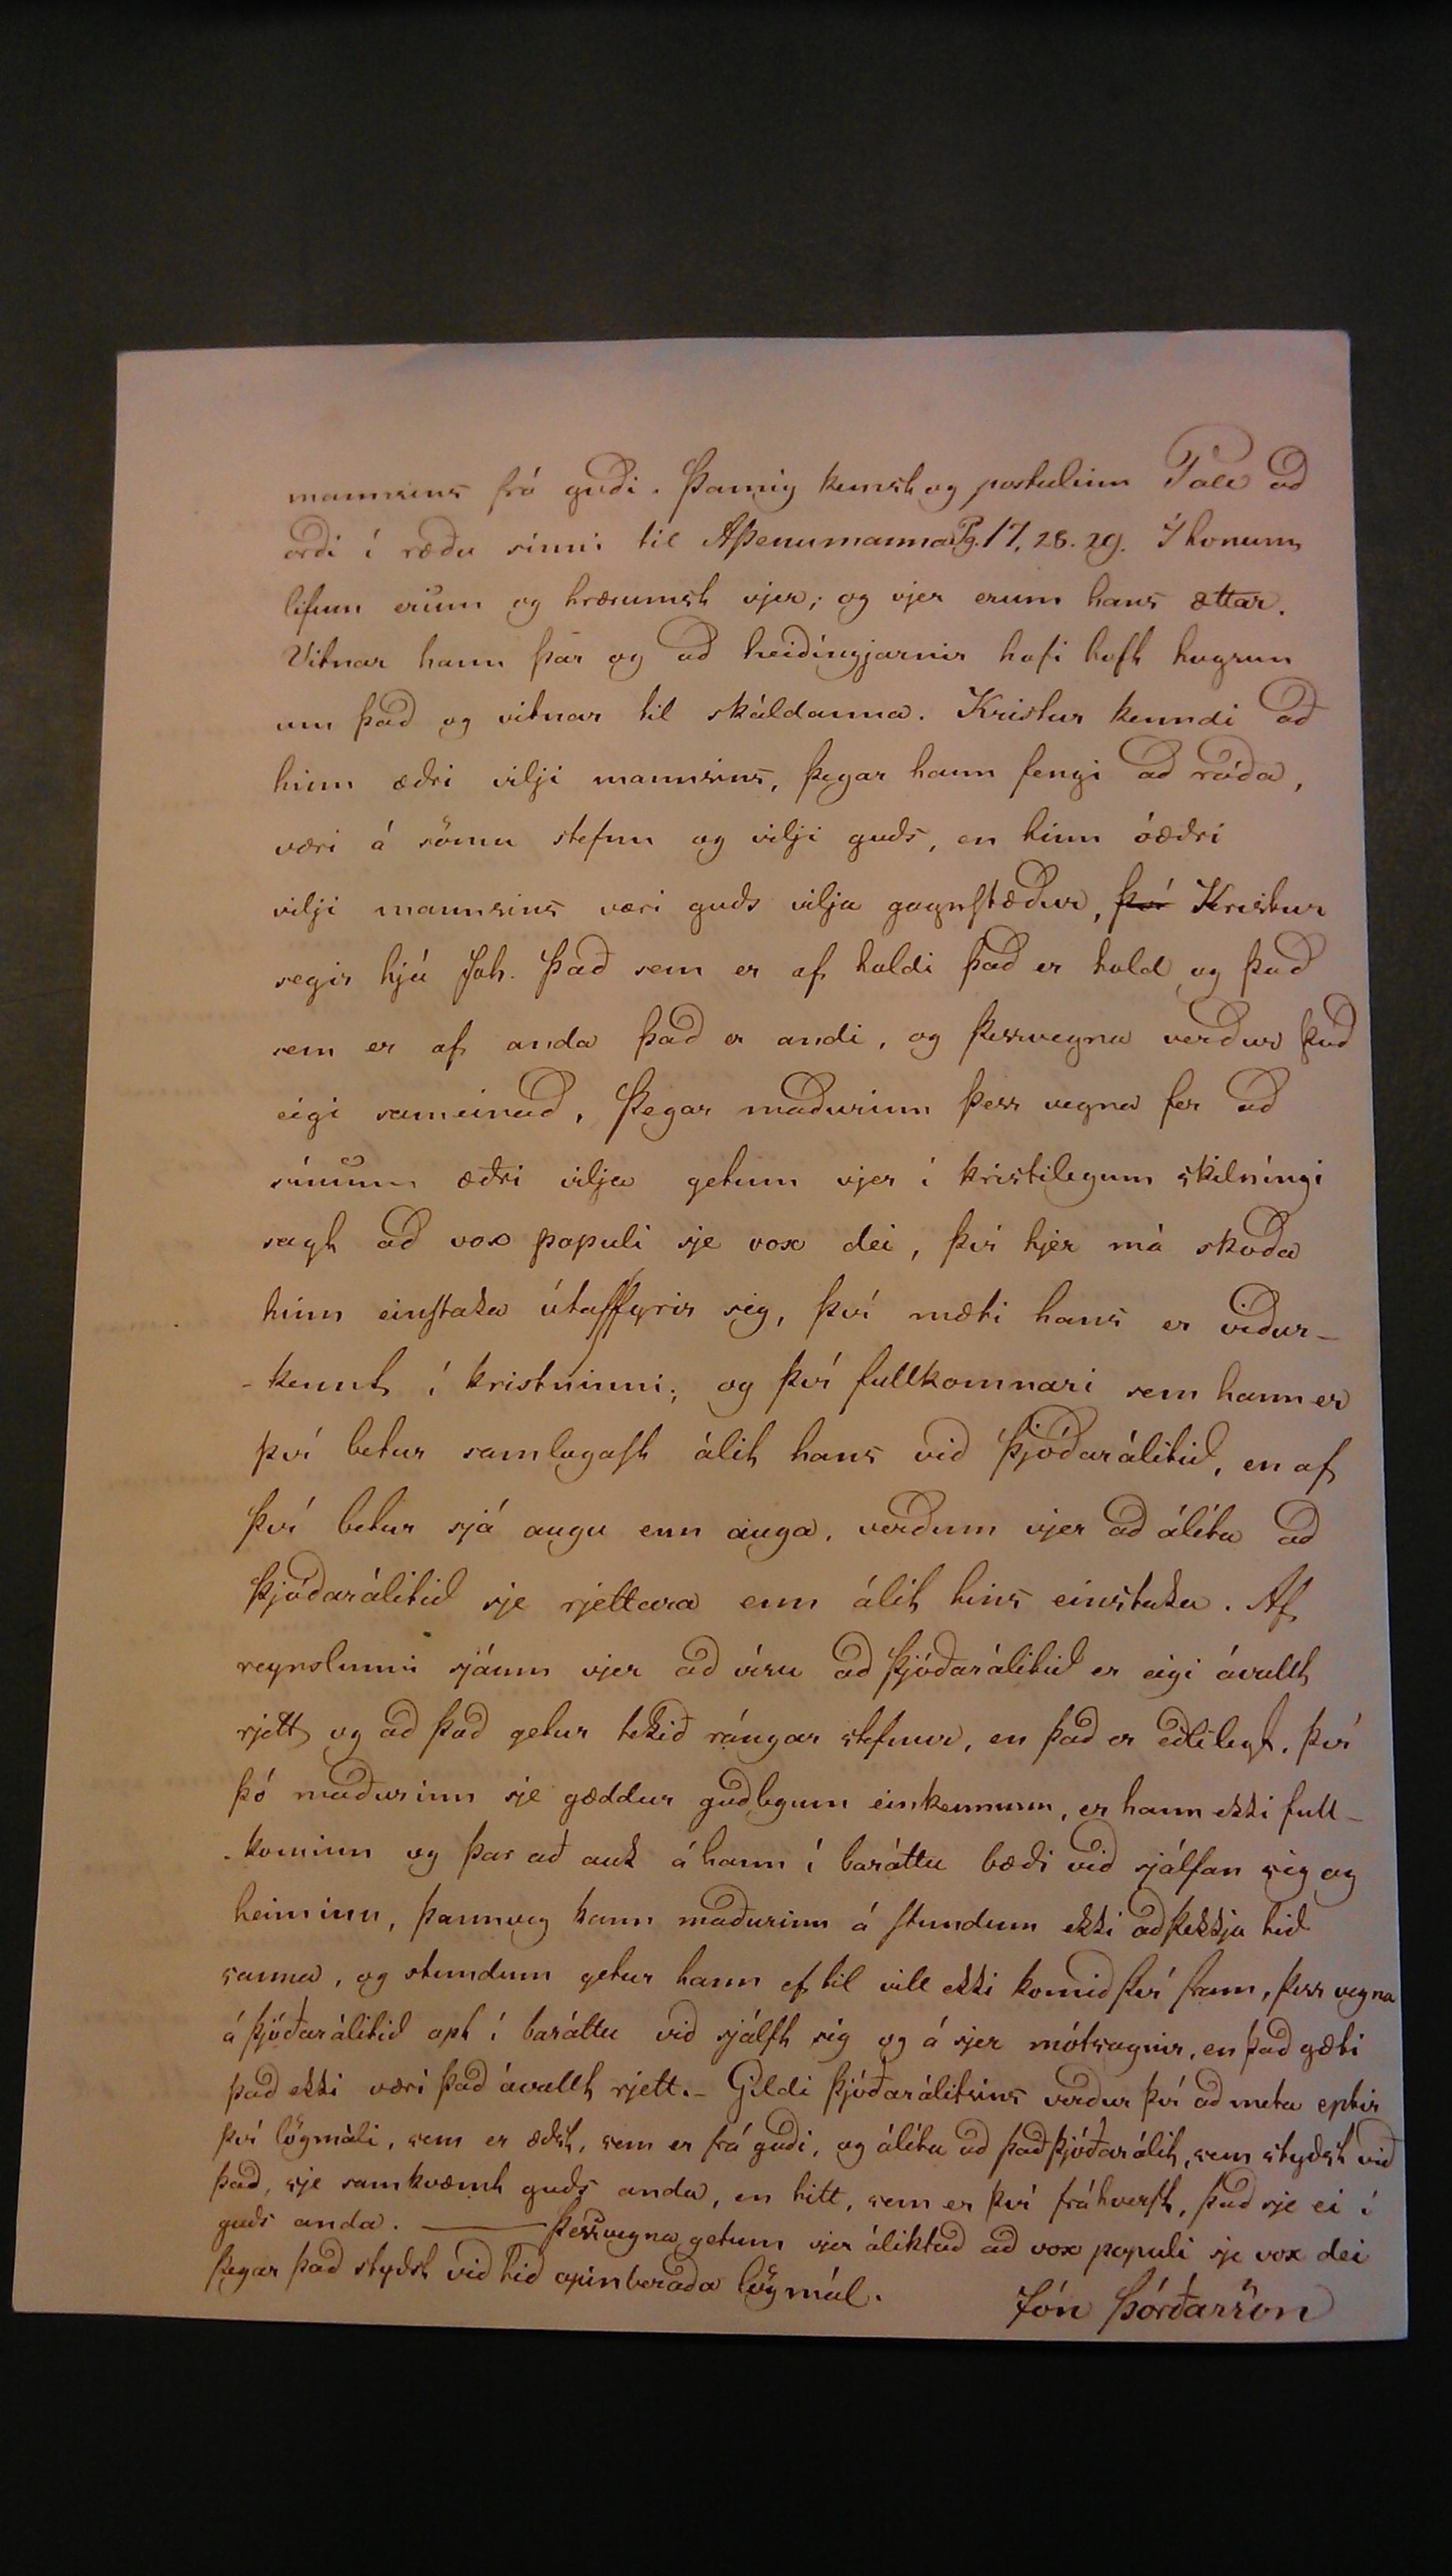 mannsins frá guði. Þannig kemst og postulinn Páll að
orði í ræðu sinni til Aþenumanna Pg. 17, 28. 29. Í honum
lifum erum og hrærumst vjer; og vjer erum hans ættar.
Vitnar hann þar og að heiðíngjarnir hafi haft hugrun
um það og vitnar til skáldanna. Kristur kenndi að
hinn æðri vilji mannsins, þegar hann fengi að ráða,
væri á sömu stefnu og vilji guðs, en hinn óæðri
vilji mannsins væri guðs vilja gagnstæður, því Kristur
segir hjá Joh. Það sem er af holdi það er hold og það
sem er af anda það er andi, og þessvegna verður það
eigi sameinað. Þegar maðurinn þess vegna fer að
sínum æðri vilja getum vjer í kristilegum skilníngi
sagt að vox populi sje vox dei, því hjer má skoða
hinn einstaka útaffyrir sig, því mæti hans er viður-
-kennt í kristninni; og því fullkomnari sem hann er
því betur samlagast álit hans við þjóðarálitið, en af
því betur sjá augu enn auga, verðum vjer að álíta að
þjóðarálitið sje rjettara enn álit hins einstaka. Af
reynslunni sjáum vjer að vísu að þjóðarálitið er eigi ávallt
rjett og að það getur tekið rángar stefnur, en það er eðlilegt, því
þó maðurinn sje gæddur guðlegum einkennum, er hann ekki full-
-kominn og þar að auk á hann í baráttu bæði við sjálfan sig og
heiminn, þannveg kann maðurinn á stundum ekki að þekkja hið
sanna, og stundum getur hann ef til vill ekki komið því fram, þess vegna
á þjóðarálitið opt í baráttu við sjálft sig og á sjer mótsagnir, en það gæti
það ekki væri það ávallt rjett. - Gildi þjóðarálitsins verður því að meta eptir
því lögmáli, sem er æðst, sem er frá guði, og álíta að það þjóðarálit, sem styðst við
það, sje samkvæmt guðs anda, en hitt, sem er því fráhverft, það sje ei í
guðs anda. — Þessvegna getum vjer áliktað að vox populi sje vox dei
þegar það styðst við hið opinberaða lögmál.
Jón Þórðarson